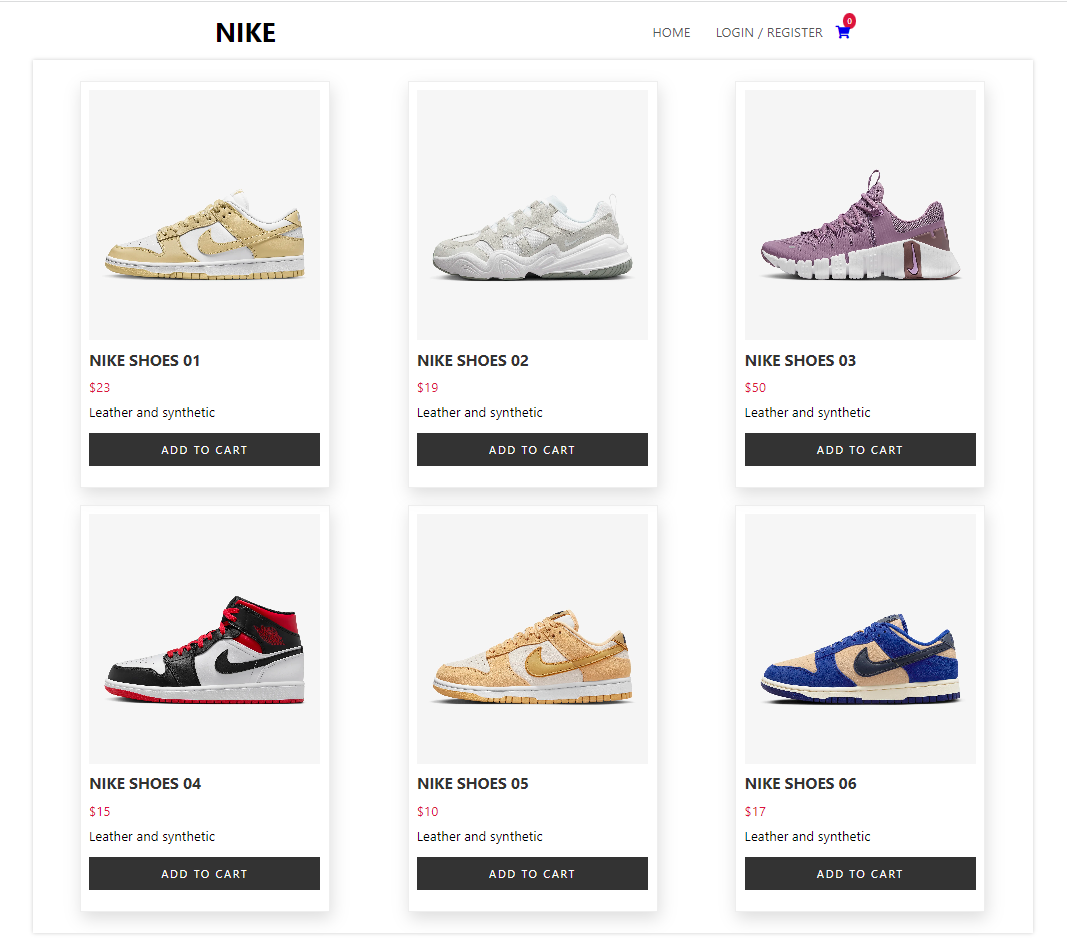 NIKE
HOME
LOGIN / REGISTER
0
NIKE SHOES 01
$23
Leather and synthetic
ADD TO CART
NIKE SHOES 02
$19
Leather and synthetic
ADD TO CART
NIKE SHOES 03
$50
Leather and synthetic
ADD TO CART
NIKE SHOES 04
$15
Leather and synthetic
ADD TO CART
NIKE SHOES 05
$10
Leather and synthetic
ADD TO CART
NIKE SHOES 06
$17
Leather and synthetic
ADD TO CART